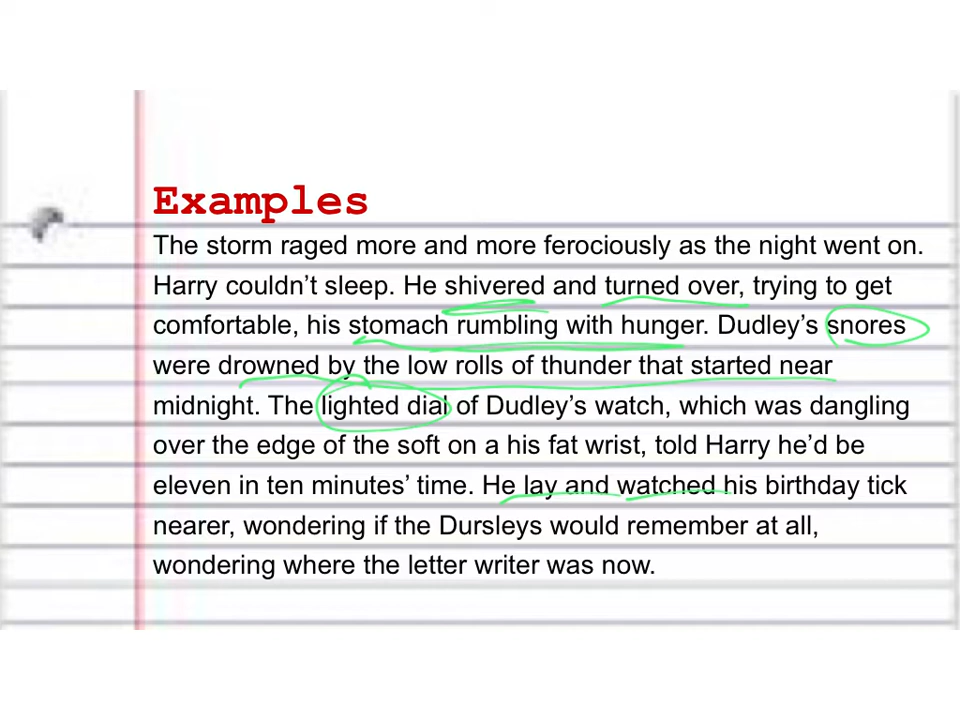 Examples
The storm raged more and more ferociously as the night went on.
Harry couldn’t sleep. He shivered and turned over, trying to get
comfortable, his stomach rumbling with hunger. Dudley’s snores
were drowned by the low rolls of thunder that started near
midnight. The lighted dial of Dudley’s watch, which was dangling
over the edge of the soft on a his fat wrist, told Harry he’d be
eleven in ten minutes’ time. He lay and watched his birthday tick
nearer, wondering if the Dursleys would remember at all,
wondering where the letter writer was now.